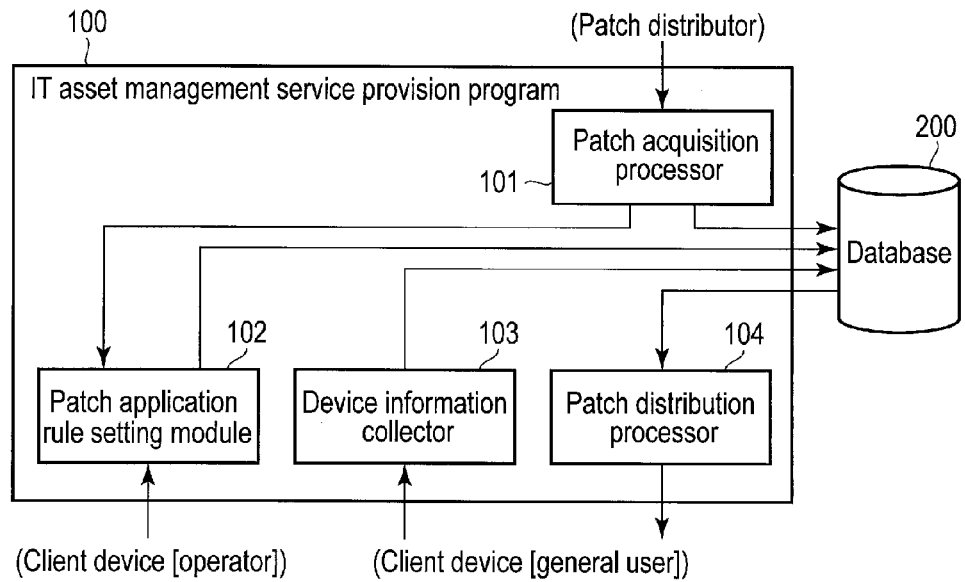 100
(Patch distributor)
IT asset management service provision program
Patch acquisition
processor
101
200
Database
102
103
104
Patch application
rule setting module
Device information
collector
Patch distribution
processor
(Client device [operator])
(Client device [general user])